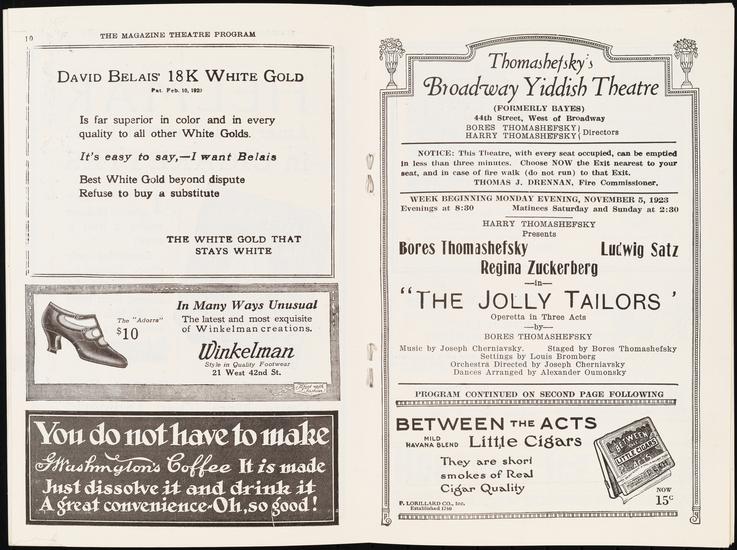 10
THE MAGAZINE THEATRE PROGRAM
DAVID BELAIS' 18K WHITE GOLD
Pat. Feb. 10, 1920
Is far superior in color and in every
quality to all other White Golds.
It's easy to say,—I want Belais
Best White Gold beyond dispute
Refuse to buy a substitute
THE WHITE GOLD THAT
STAYS WHITE
In Many Ways Unusual
The "Adorra"
$10
The latest and most exquisite
of Winkelman creations.
Winkelman
Style in Quality Footwear
21 West 42nd St.
You do not have to make
G.Washington's Coffee It is made
Just dissolve it and drink it
A great convenience-Oh, so good!
Thomashefsky's
Broadway Yiddish Theatre
(FORMERLY BAYES)
44th Street, West of Broadway
BORES THOMASHEFSKY
HARRY THOMASHEFSKY
Directors
NOTICE: This Theatre, with every seat occupied, can be emptied
in less than three minutes. Choose NOW the Exit nearest to your
seat, and in case of fire walk (do not run) to that Exit.
THOMAS J. DRENNAN, Fire Commissioner.
WEEK BEGINNING MONDAY EVENING, NOVEMBER 5, 1923
Evenings at 8:30 Matinees Saturday and Sunday at 2:30
HARRY THOMASHEFSKY
Presents
Bores Thomashefsky Ludwig Satz
Regina Zuckerberg
—in—
"THE JOLLY TAILORS'
Operetta in Three Acts
—by—
BORES THOMASHEFSKY
Music by Joseph Cherniavsky. Staged by Bores Thomashefsky
Settings by Louis Bromberg
Orchestra Directed by Joseph Cherniavsky
Dances Arranged by Alexander Oumonsky
PROGRAM CONTINUED ON SECOND PAGE FOLLOWING
BETWEEN THE ACTS
MILD
HAVANA BLEND
Little Cigars
They are short
smokes of Real
Cigar Quality
P. LORILLARD CO., Inc.
Established 1760
BETWEEN
THE ACTS
LITTLE CIGARS
NOW
15¢